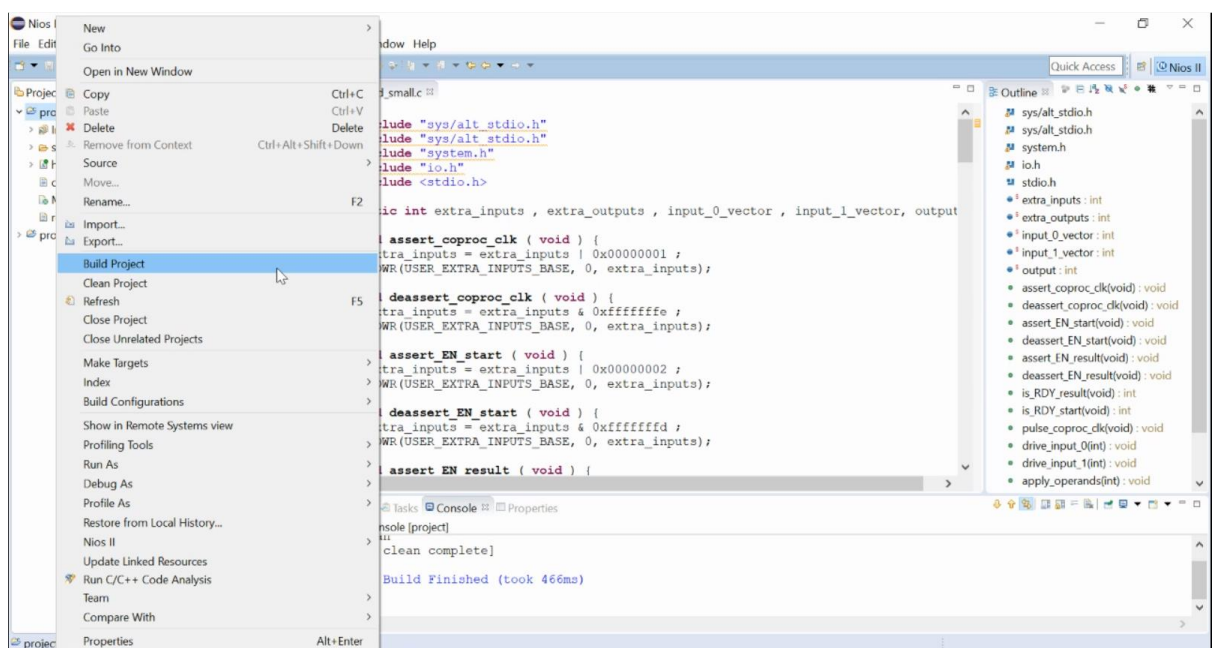 Nios
File Edit
dow Help
Quick Access
Nios II
New
Go Into
Open in New Window
Copy Ctrl+C
Paste Ctrl+V
Delete Delete
Remove from Context Ctrl+Alt+Shift+Down
Source
Move...
Rename... F2
Import...
Export...
Build Project
Clean Project
Refresh F5
Close Project
Close Unrelated Projects
Make Targets
Index
Build Configurations
Show in Remote Systems view
Profiling Tools
Run As
Debug As
Profile As
Restore from Local History...
Nios II
Update Linked Resources
Run C/C++ Code Analysis
Team
Compare With
Properties Alt+Enter
Projec
pro
pro
projec
d_small.c
clude "sys/alt_stdio.h"
clude "sys/alt_stdio.h"
clude "system.h"
clude "io.h"
clude <stdio.h>
ic int extra_inputs , extra_outputs , input_0_vector , input_1_vector, output
assert_coproc_clk ( void ) {
tra_inputs = extra_inputs | 0x00000001 ;
WR(USER_EXTRA_INPUTS_BASE, 0, extra_inputs);
deassert_coproc_clk ( void ) {
tra_inputs = extra_inputs & 0xfffffffe ;
WR(USER_EXTRA_INPUTS_BASE, 0, extra_inputs);
assert_EN_start ( void ) {
tra_inputs = extra_inputs | 0x00000002 ;
WR(USER_EXTRA_INPUTS_BASE, 0, extra_inputs);
deassert_EN_start ( void ) {
tra_inputs = extra_inputs & 0xfffffffd ;
WR(USER_EXTRA_INPUTS_BASE, 0, extra_inputs);
assert_EN_result ( void ) {
Outline
sys/alt_stdio.h
sys/alt_stdio.h
system.h
io.h
stdio.h
extra_inputs : int
extra_outputs : int
input_0_vector : int
input_1_vector : int
output : int
assert_coproc_clk(void) : void
deassert_coproc_clk(void) : void
assert_EN_start(void) : void
deassert_EN_start(void) : void
assert_EN_result(void) : void
deassert_EN_result(void) : void
is_RDY_result(void) : int
is_RDY_start(void) : int
pulse_coproc_clk(void) : void
drive_input_0(int) : void
drive_input_1(int) : void
apply_operands(int) : void
Tasks Console Properties
nsole [project]
clean complete]
Build Finished (took 466ms)